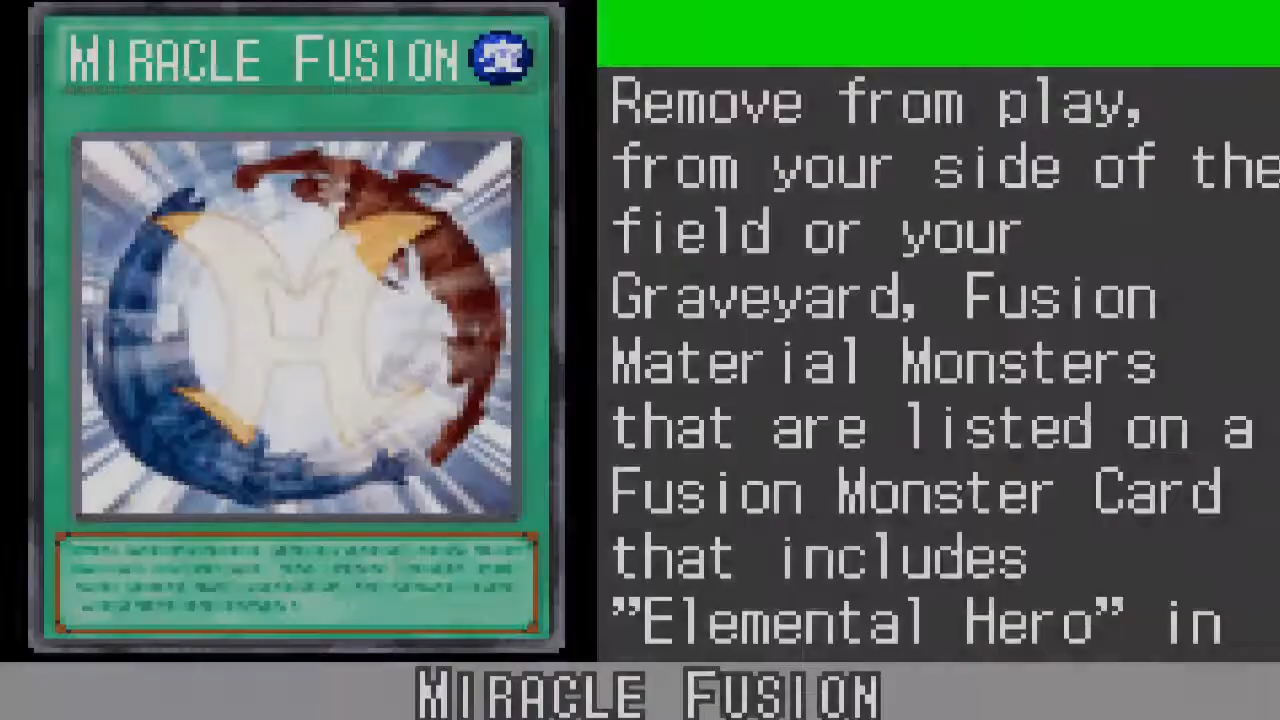 MIRACLE FUSION
Remove from play,
from your side of the
field or your
Graveyard, Fusion
Material Monsters
that are listed on a
Fusion Monster Card
that includes
"Elemental Hero" in
MIRACLE FUSION